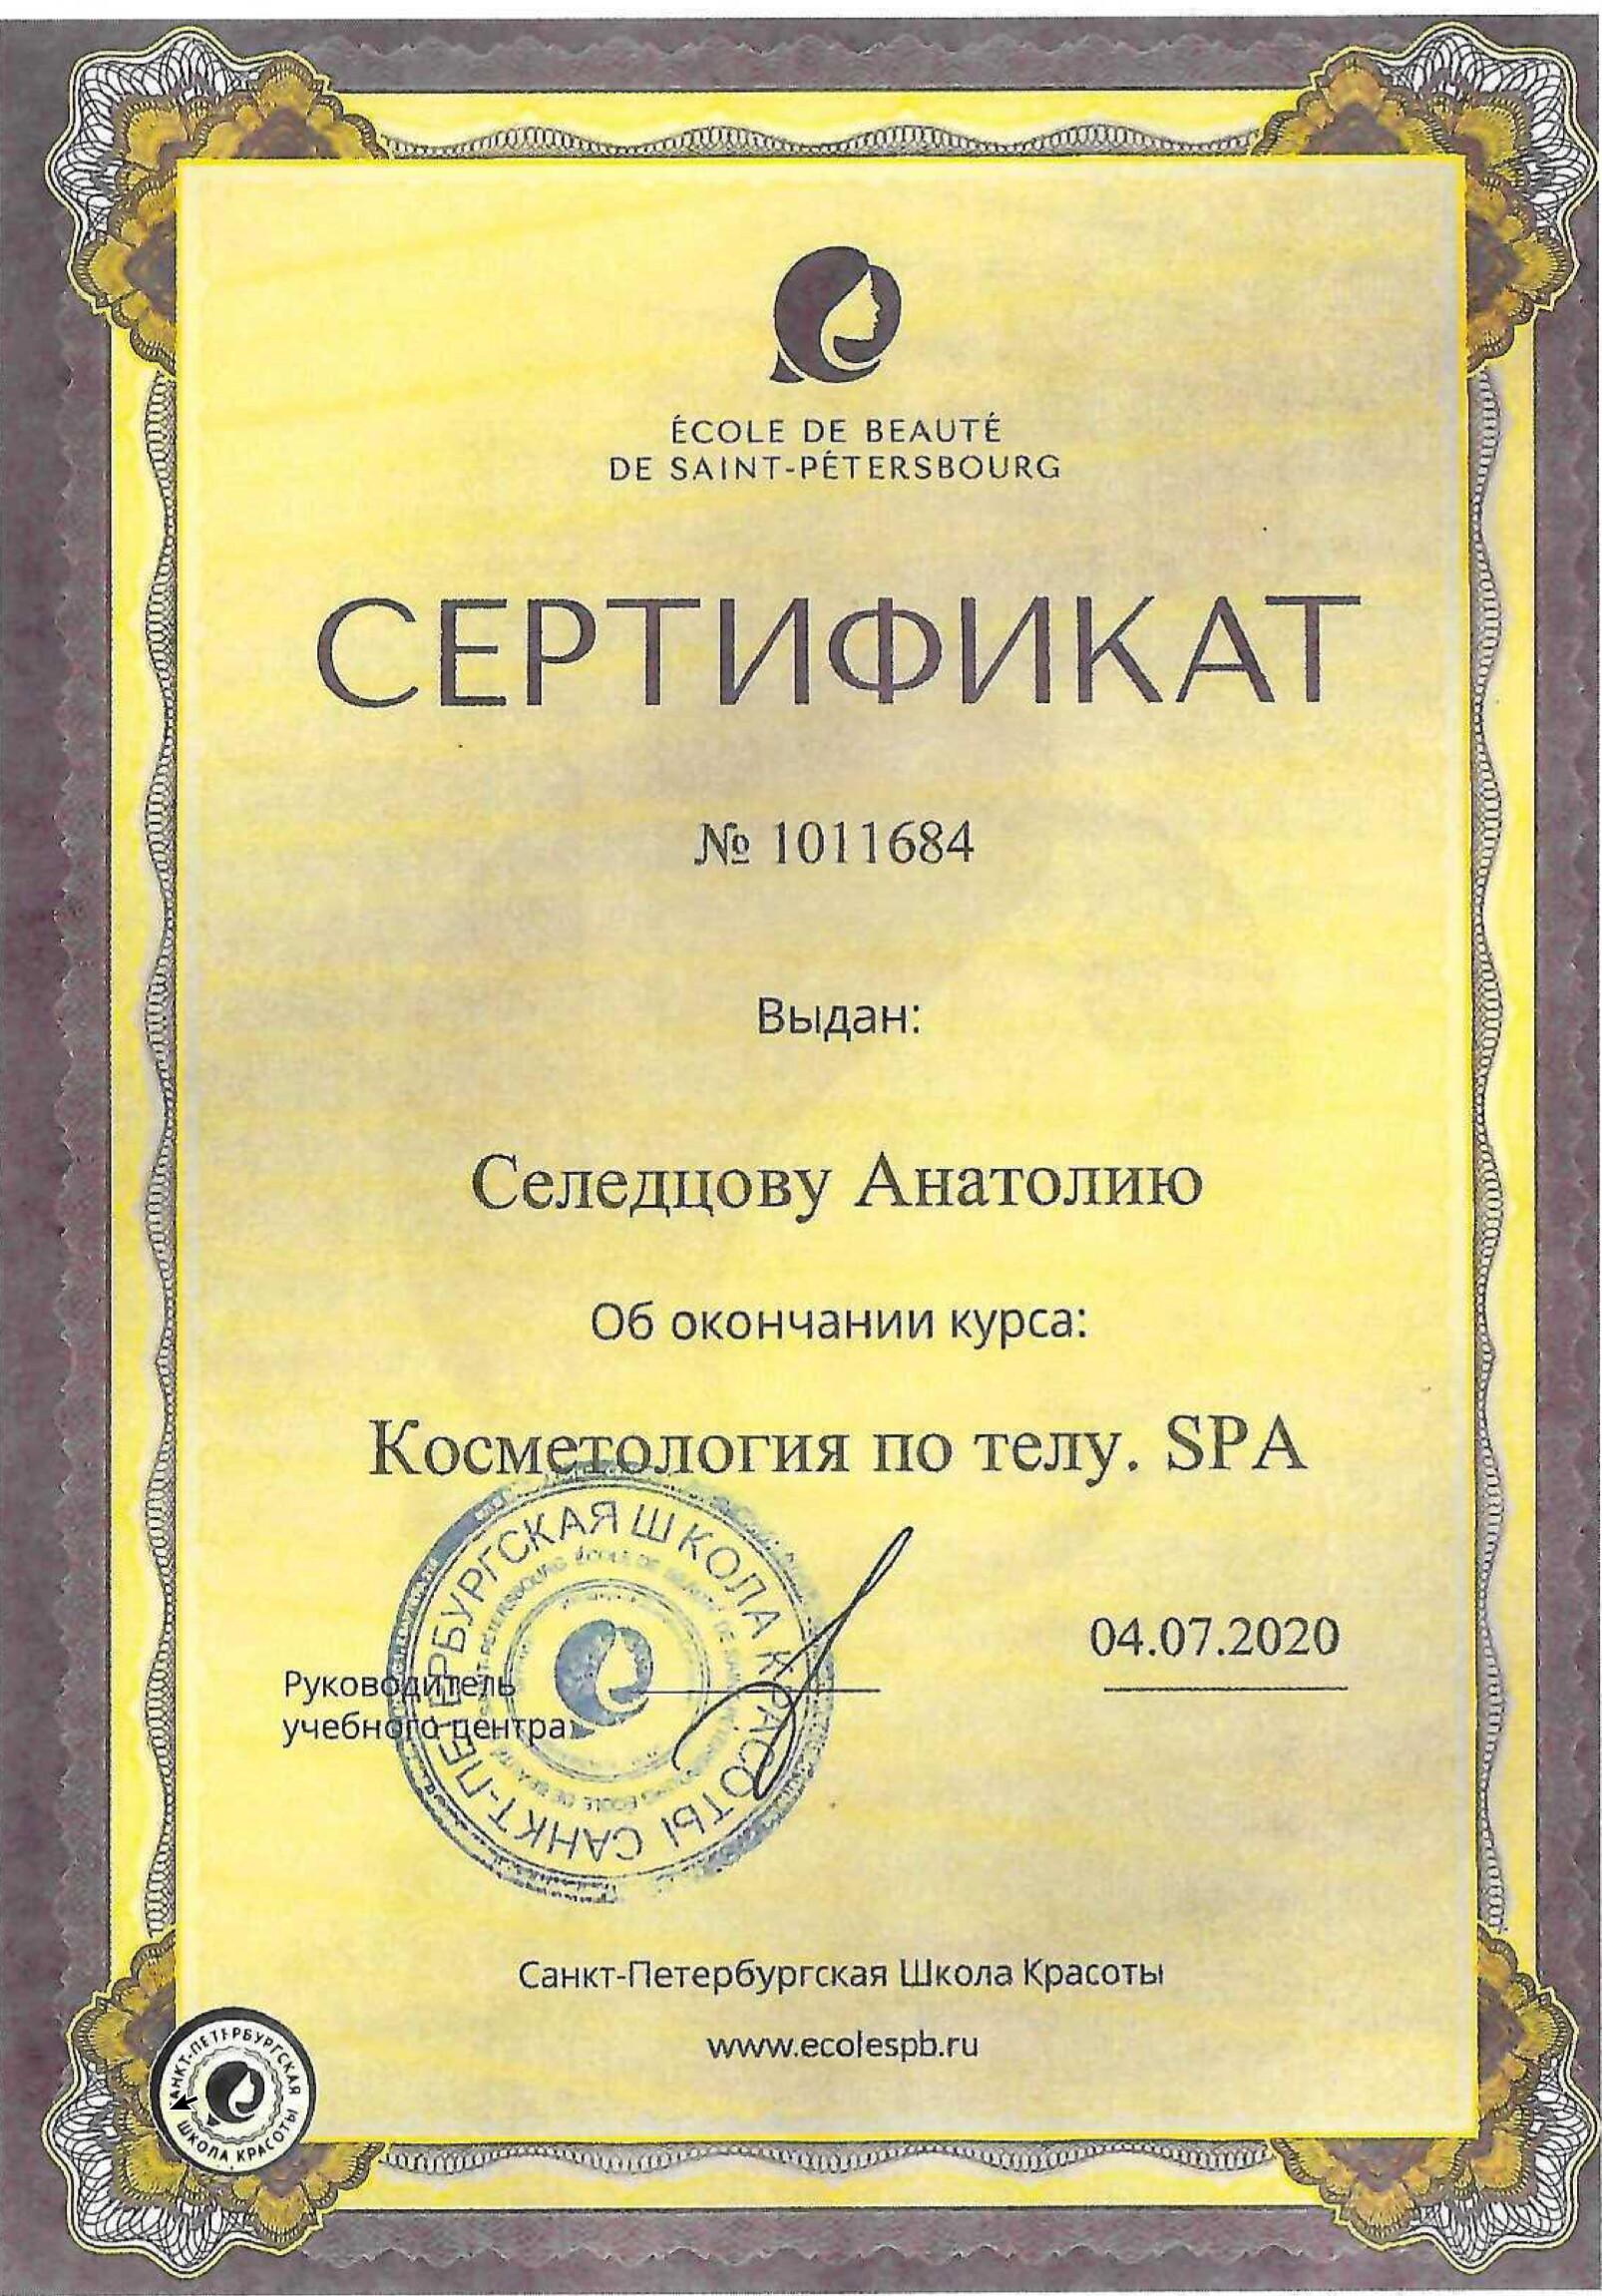 ÉCOLE DE BEAUTÉ
DE SAINT-PÉTERSBOURG
СЕРТИФИКАТ
№ 1011684
Выдан:
Селедцову Анатолию
Об окончании курса:
Косметология по телу. SPA
САНКТ-ПЕТЕРБУРГСКАЯ ШКОЛА КРАСОТЫ
04.07.2020
Руководитель
учебного центра
Санкт-Петербургская Школа Красоты
www.ecolespb.ru
САНКТ-ПЕТЕРБУРГСКАЯ
ШКОЛА КРАСОТЫ